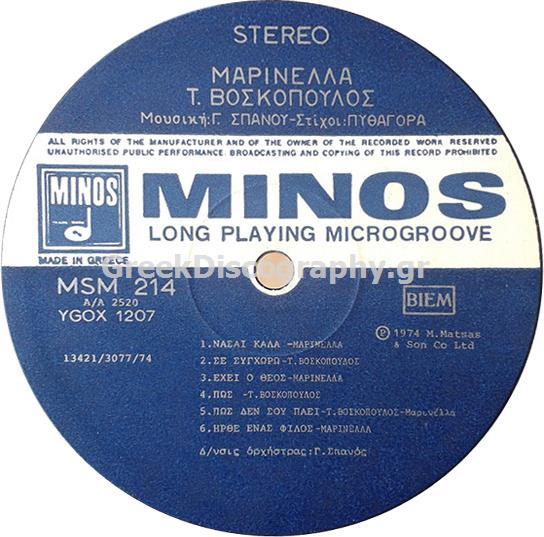 STEREO
ΜΑΡΙΝΕΛΛΑ
Τ. ΒΟΣΚΟΠΟΥΛΟΣ
Μουσική:Γ. ΣΠΑΝΟΥ-Στίχοι:ΠΥΘΑΓΟΡΑ
ALL RIGHTS OF THE MANUFACTURER AND OF THE OWNER OF THE RECORDED WORK RESERVED
UNAUTHORISED PUBLIC PERFORMANCE BROADCASTING AND COPYING OF THIS RECORD PROHIBITED
MINOS
MINOS
LONG PLAYING MICROGROOVE
MADE IN GREECE
GreekDiscography.gr
MSM 214
A/A 2520
YGOX 1207
BIEM
13421/3077/74
Ⓟ 1974 M.Matsas
& Son Co Ltd
1.ΝΑΣΑΙ ΚΑΛΑ-ΜΑΡΙΝΕΛΛΑ
2.ΣΕ ΣΥΓΧΩΡΩ-Τ.ΒΟΣΚΟΠΟΥΛΟΣ
3.ΕΧΕΙ Ο ΘΕΟΣ-ΜΑΡΙΝΕΛΛΑ
4.ΠΩΣ -Τ.ΒΟΣΚΟΠΟΥΛΟΣ
5.ΠΩΣ ΔΕΝ ΣΟΥ ΠΑΕΙ-Τ.ΒΟΣΚΟΠΟΥΛΟΣ-Μαρινέλλα
6.ΗΡΘΕ ΕΝΑΣ ΦΙΛΟΣ-ΜΑΡΙΝΕΛΛΑ
Δ/νσις ὀρχήστρας:Γ.Σπανός